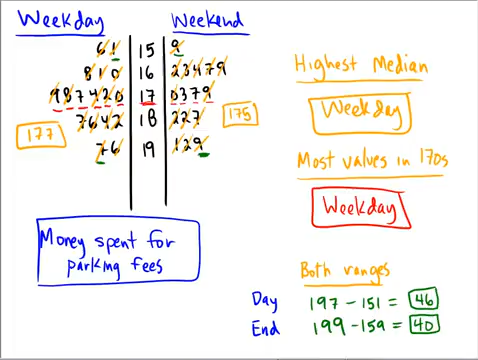 Weekday Weekend
6 1 15 9
8 1 0 16 2 3 4 7 9
9 8 7 4 2 0 17 0 3 7 9
7 6 4 2 18 2 2 7
177 175
7 6 19 1 2 9
Money spent for
parking fees
Highest Median
Weekday
Most values in 170s
Weekday
Both ranges
Day 197 - 151 = 46
End 199 - 159 = 40